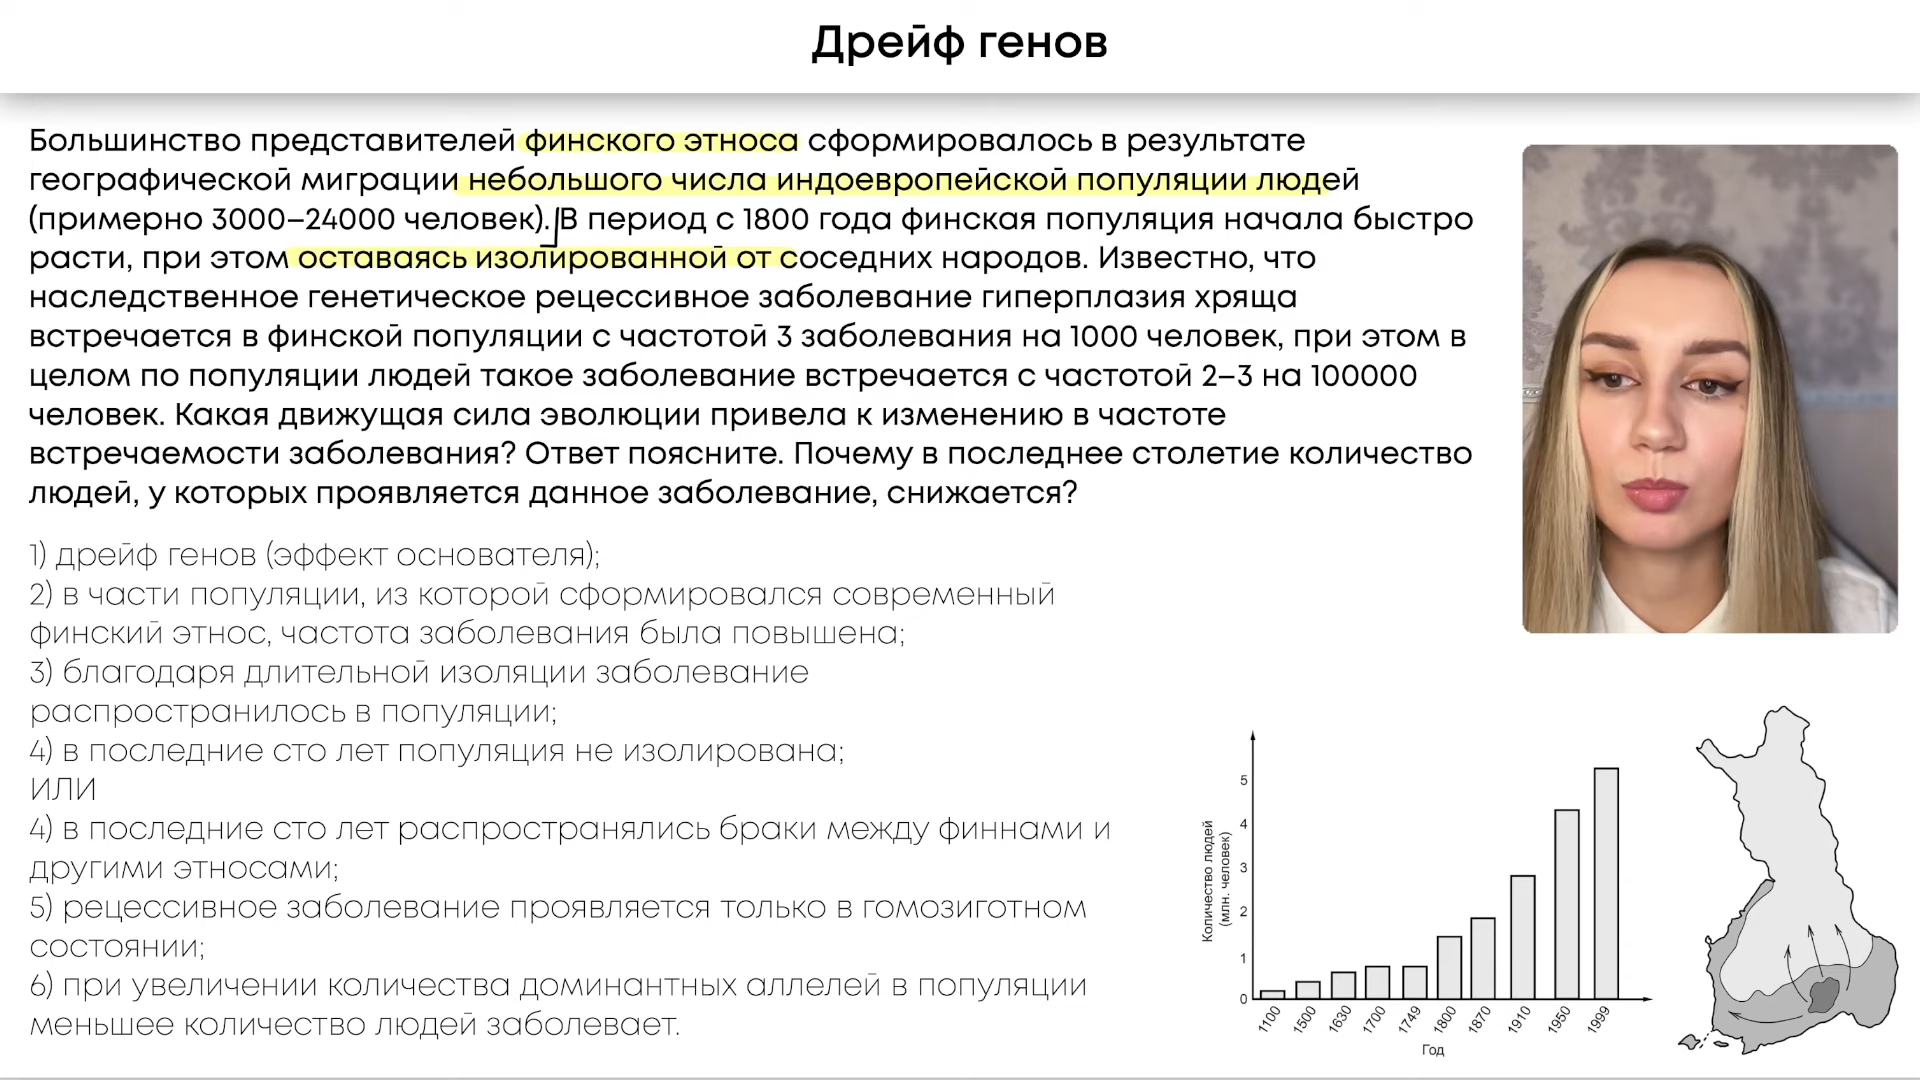 Дрейф генов
Большинство представителей финского этноса сформировалось в результате
географической миграции небольшого числа индоевропейской популяции людей
(примерно 3000–24000 человек). В период с 1800 года финская популяция начала быстро
расти, при этом оставаясь изолированной от соседних народов. Известно, что
наследственное генетическое рецессивное заболевание гиперплазия хряща
встречается в финской популяции с частотой 3 заболевания на 1000 человек, при этом в
целом по популяции людей такое заболевание встречается с частотой 2–3 на 100000
человек. Какая движущая сила эволюции привела к изменению в частоте
встречаемости заболевания? Ответ поясните. Почему в последнее столетие количество
людей, у которых проявляется данное заболевание, снижается?
1) дрейф генов (эффект основателя);
2) в части популяции, из которой сформировался современный
финский этнос, частота заболевания была повышена;
3) благодаря длительной изоляции заболевание
распространилось в популяции;
4) в последние сто лет популяция не изолирована;
ИЛИ
4) в последние сто лет распространялись браки между финнами и
другими этносами;
5) рецессивное заболевание проявляется только в гомозиготном
состоянии;
6) при увеличении количества доминантных аллелей в популяции
меньшее количество людей заболевает.
Количество людей
(млн. человек)
5
4
3
2
1
0
1100 1500 1630 1700 1749 1800 1870 1910 1950 1999
Год